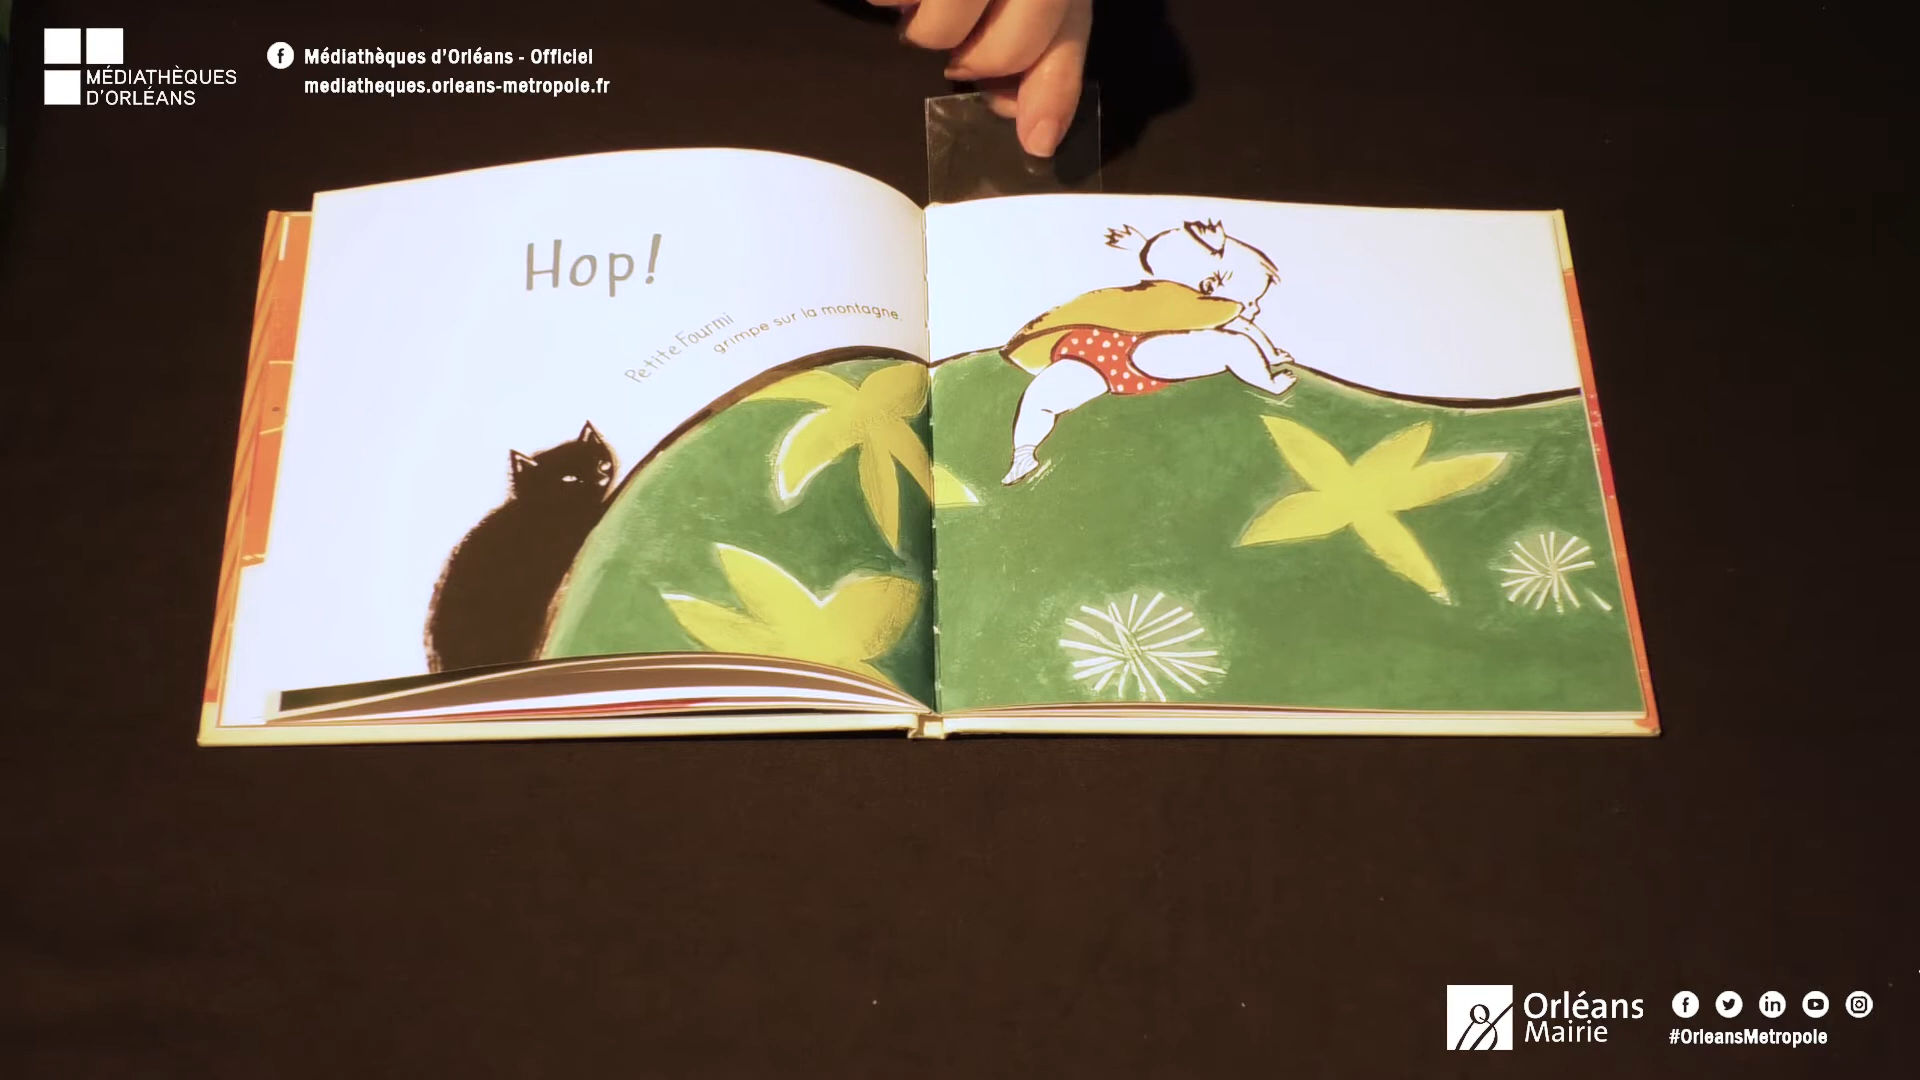 MÉDIATHÈQUES
D'ORLÉANS
Médiathèques d'Orléans - Officiel
mediatheques.orleans-metropole.fr
Hop!
Petite Fourmi
grimpe sur la montagne.
Orléans
Mairie
#OrleansMetropole